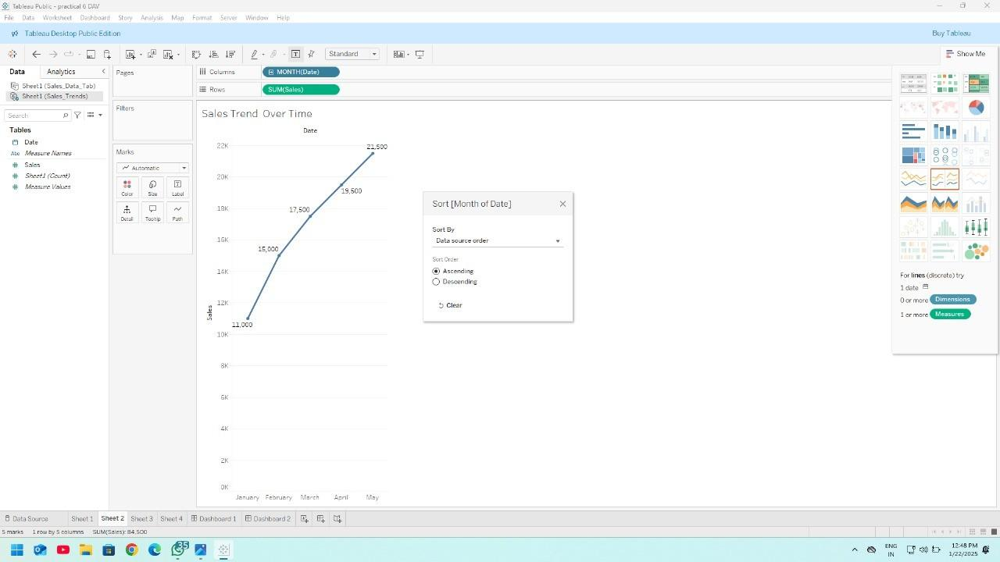 Tableau Public - practical 6 DAV
File Data Worksheet Dashboard Story Analysis Map Format Server Window Help
Tableau Desktop Public Edition
Buy Tableau
Standard
Show Me
Data Analytics
Pages
Columns
MONTH(Date)
Sheet1 (Sales_Data_Tab)
Sheet1 (Sales_Trends)
Rows
SUM(Sales)
Search
Filters
Tables
Date
Abc Measure Names
Sales
Sheet1 (Count)
Measure Values
Marks
Automatic
Color Size Label
Detail Tooltip Path
Sales Trend Over Time
Date
22K
20K
18K
16K
14K
12K
10K
8K
6K
4K
2K
0K
Sales
21,500
19,500
17,500
15,000
11,000
January February March April May
Sort [Month of Date]
Sort By
Data source order
Sort Order
Ascending
Descending
Clear
For lines (discrete) try
1 date
0 or more Dimensions
1 or more Measures
Data Source Sheet 1 Sheet 2 Sheet 3 Sheet 4 Dashboard 1 Dashboard 2
5 marks 1 row by 5 columns SUM(Sales): 84,500
35
ENG
IN
12:48 PM
1/22/2025